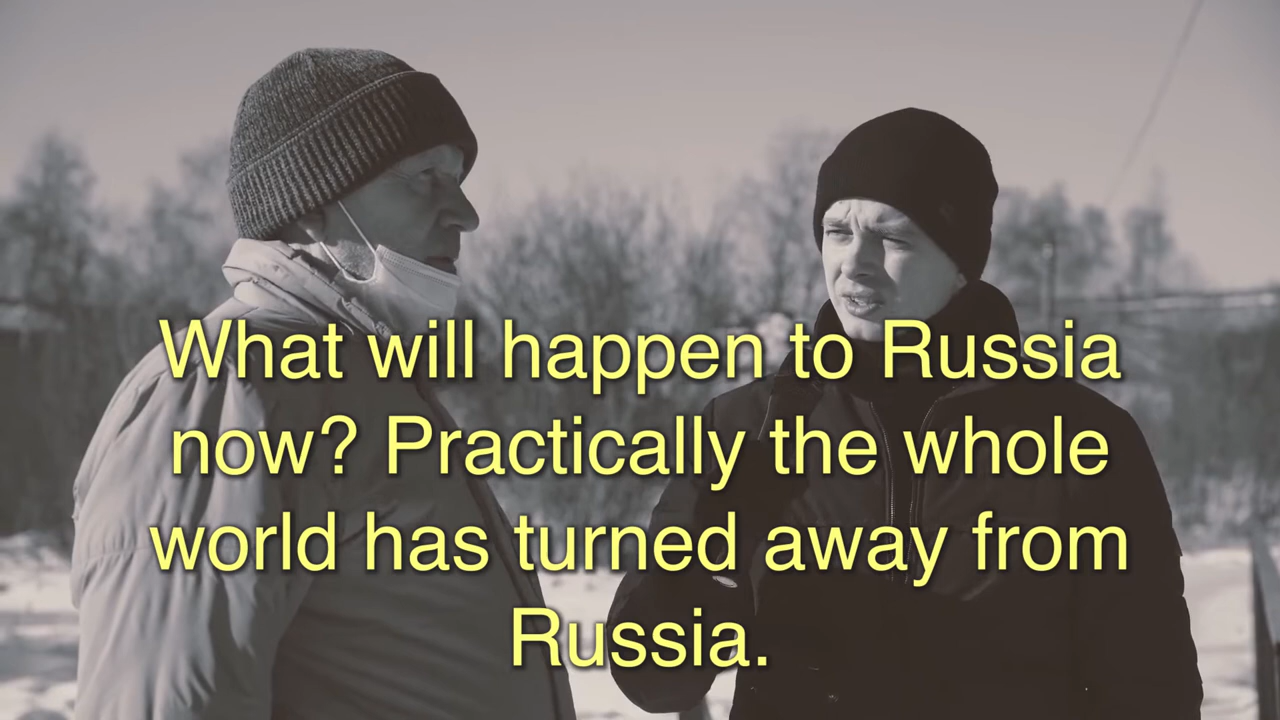 What will happen to Russia
now? Practically the whole
world has turned away from
Russia.